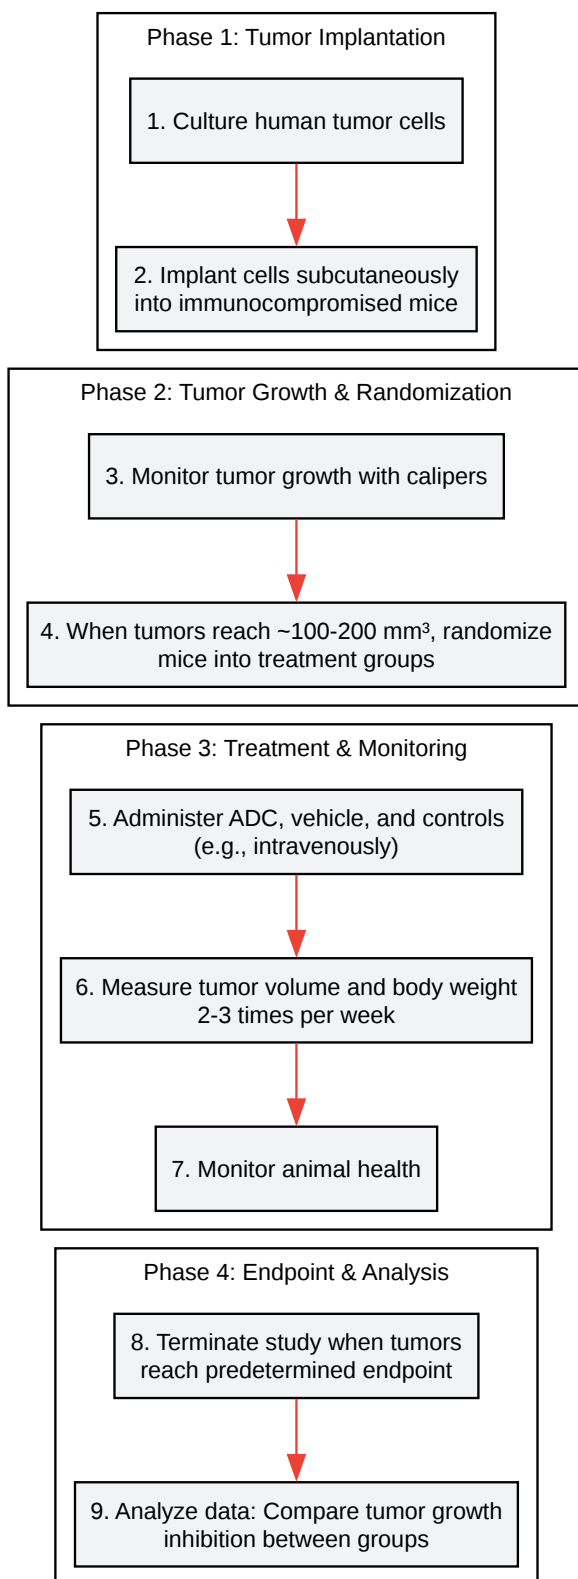 Phase 1: Tumor Implantation
1. Culture human tumor cells
2. Implant cells subcutaneously
into immunocompromised mice
Phase 2: Tumor Growth & Randomization
3. Monitor tumor growth with calipers
4. When tumors reach ~100-200 mm³, randomize
mice into treatment groups
Phase 3: Treatment & Monitoring
5. Administer ADC, vehicle, and controls
(e.g., intravenously)
6. Measure tumor volume and body weight
2-3 times per week
7. Monitor animal health
Phase 4: Endpoint & Analysis
8. Terminate study when tumors
reach predetermined endpoint
9. Analyze data: Compare tumor growth
inhibition between groups